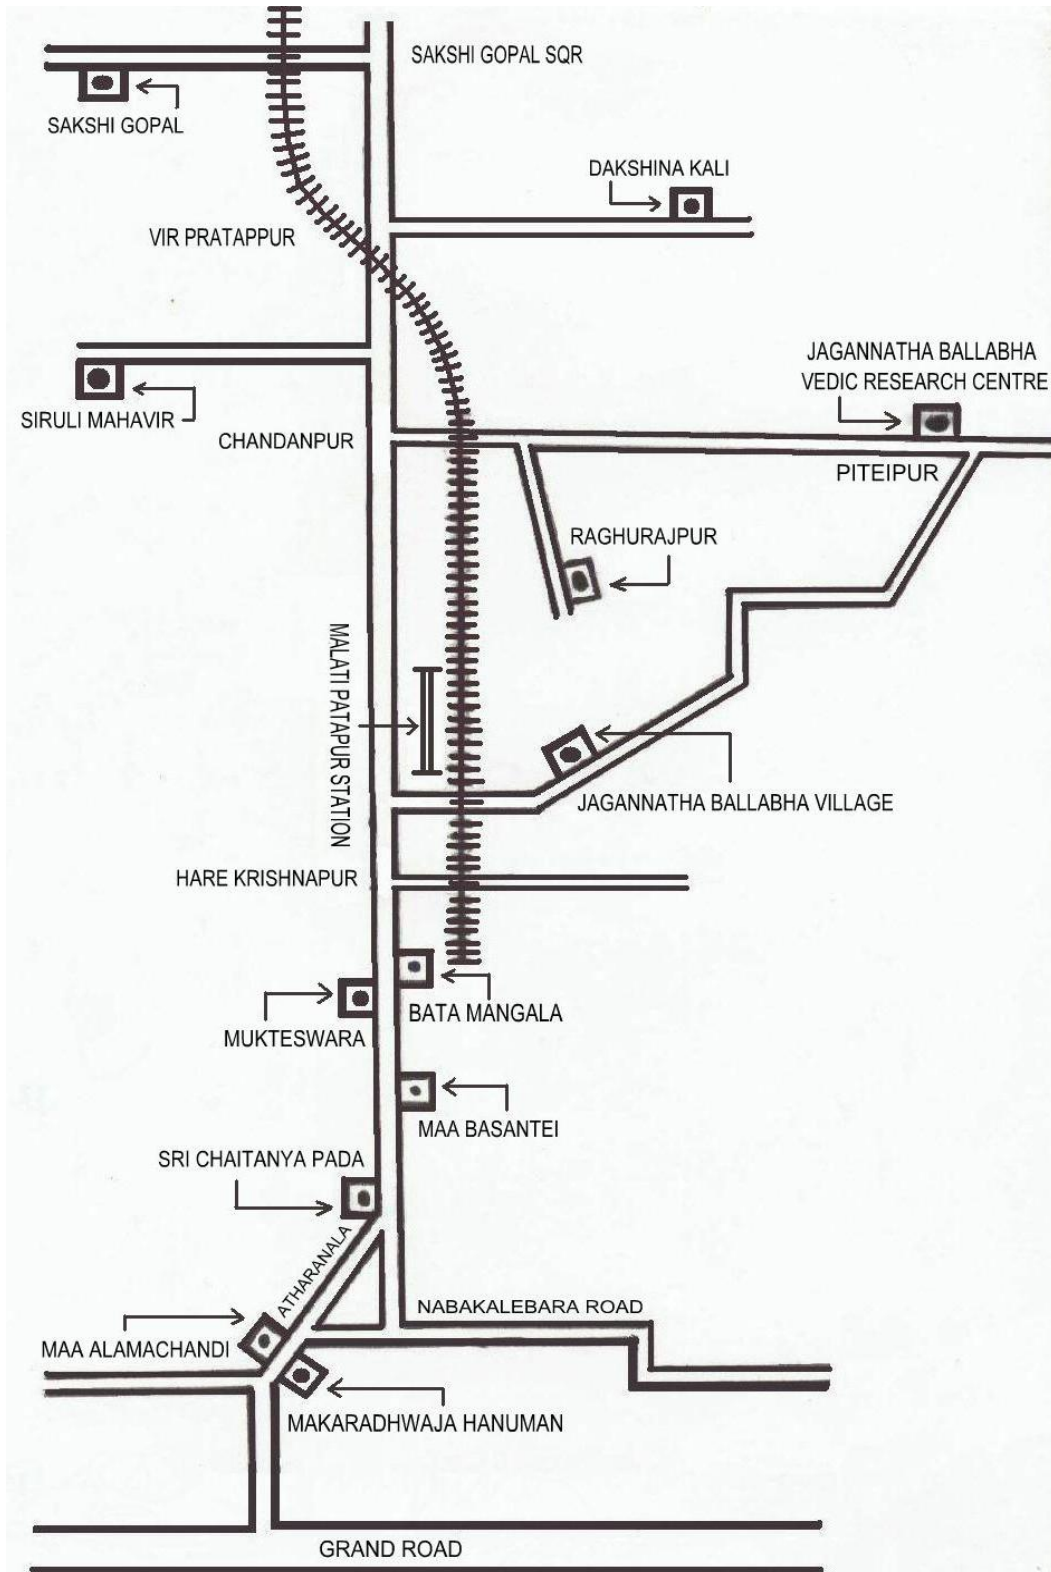 SAKSHI GOPAL SQR
SAKSHI GOPAL
DAKSHINA KALI
VIR PRATAPPUR
JAGANNATHA BALLABHA
VEDIC RESEARCH CENTRE
SIRULI MAHAVIR
CHANDANPUR
PITEIPUR
RAGHURAJPUR
MALATI PATAPUR STATION
JAGANNATHA BALLABHA VILLAGE
HARE KRISHNAPUR
BATA MANGALA
MUKTESWARA
MAA BASANTEI
SRI CHAITANYA PADA
ATHARANALA
NABAKALEBARA ROAD
MAA ALAMACHANDI
MAKARADHWAJA HANUMAN
GRAND ROAD